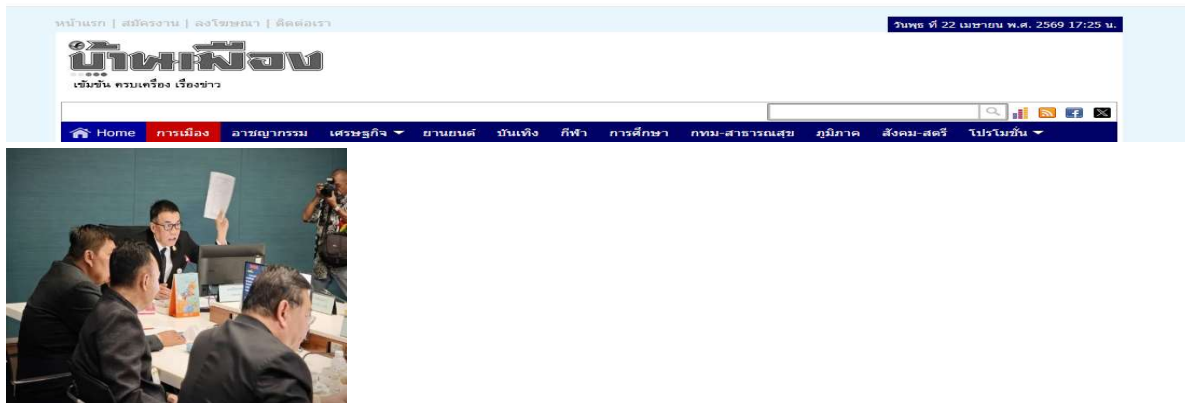 หน้าแรก | สมัครงาน | ลงโฆษณา | ติดต่อเรา
วันพุธ ที่ 22 เมษายน พ.ศ. 2569 17:25 น.
บ้านเมือง
เข้มข้น ครบเครื่อง เรื่องข่าว
Home การเมือง อาชญากรรม เศรษฐกิจ ยานยนต์ บันเทิง กีฬา การศึกษา กทม-สาธารณสุข ภูมิภาค สังคม-สตรี โปรโมชั่น